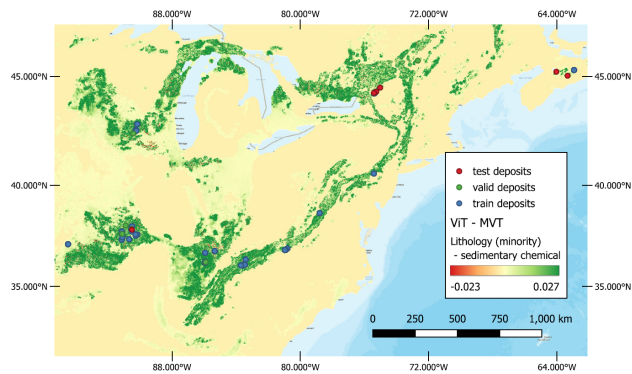 88.000°W 80.000°W 72.000°W 64.000°W
45.000°N 45.000°N
40.000°N 40.000°N
35.000°N 35.000°N
test deposits
valid deposits
train deposits
ViT - MVT
Lithology (minority)
- sedimentary chemical
-0.023 0.027
0 250 500 750 1,000 km
88.000°W 80.000°W 72.000°W 64.000°W